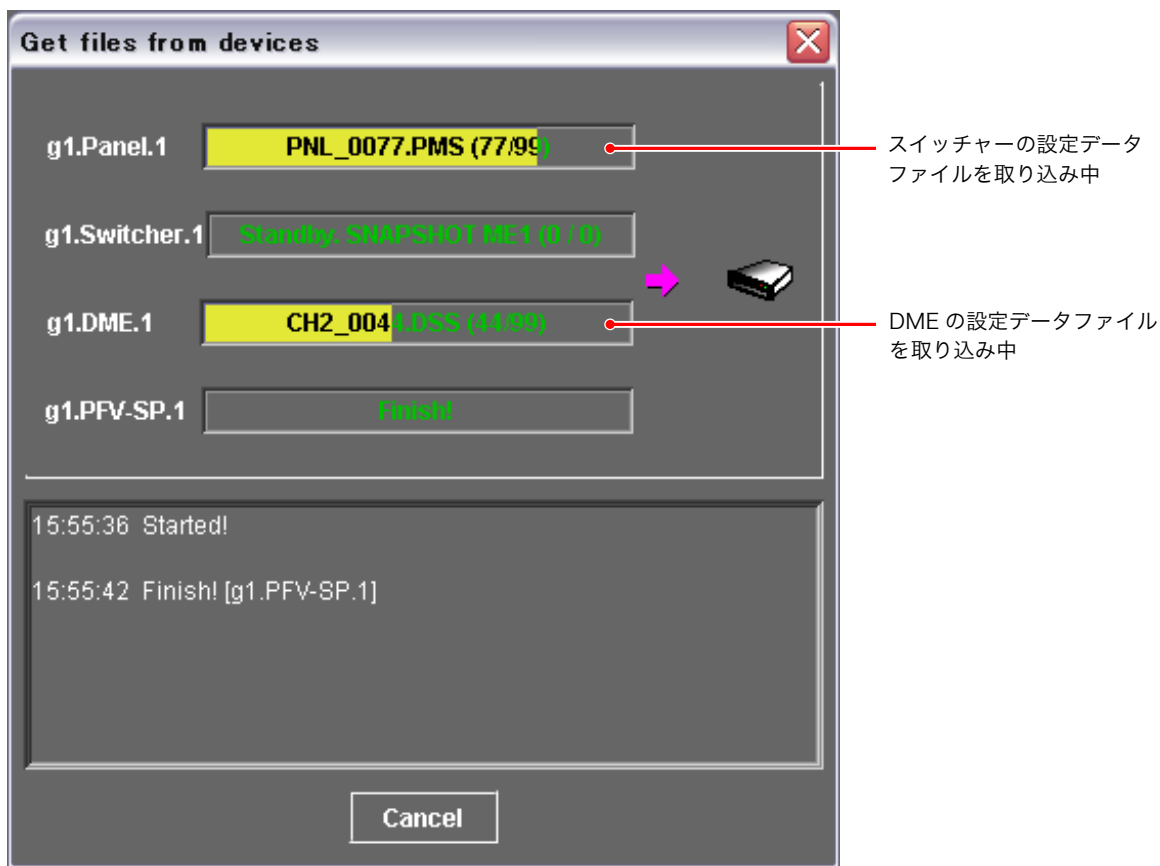 Get files from devices
g1.Panel.1 PNL_0077.PMS (77/99)
スイッチャーの設定データ
ファイルを取り込み中
g1.Switcher.1 Standby. SNAPSHOT ME1 (0 / 0)
g1.DME.1 CH2_0044.DSS (44/99)
DME の設定データファイル
を取り込み中
g1.PFV-SP.1 Finish!
15:55:36 Started!
15:55:42 Finish! [g1.PFV-SP.1]
Cancel